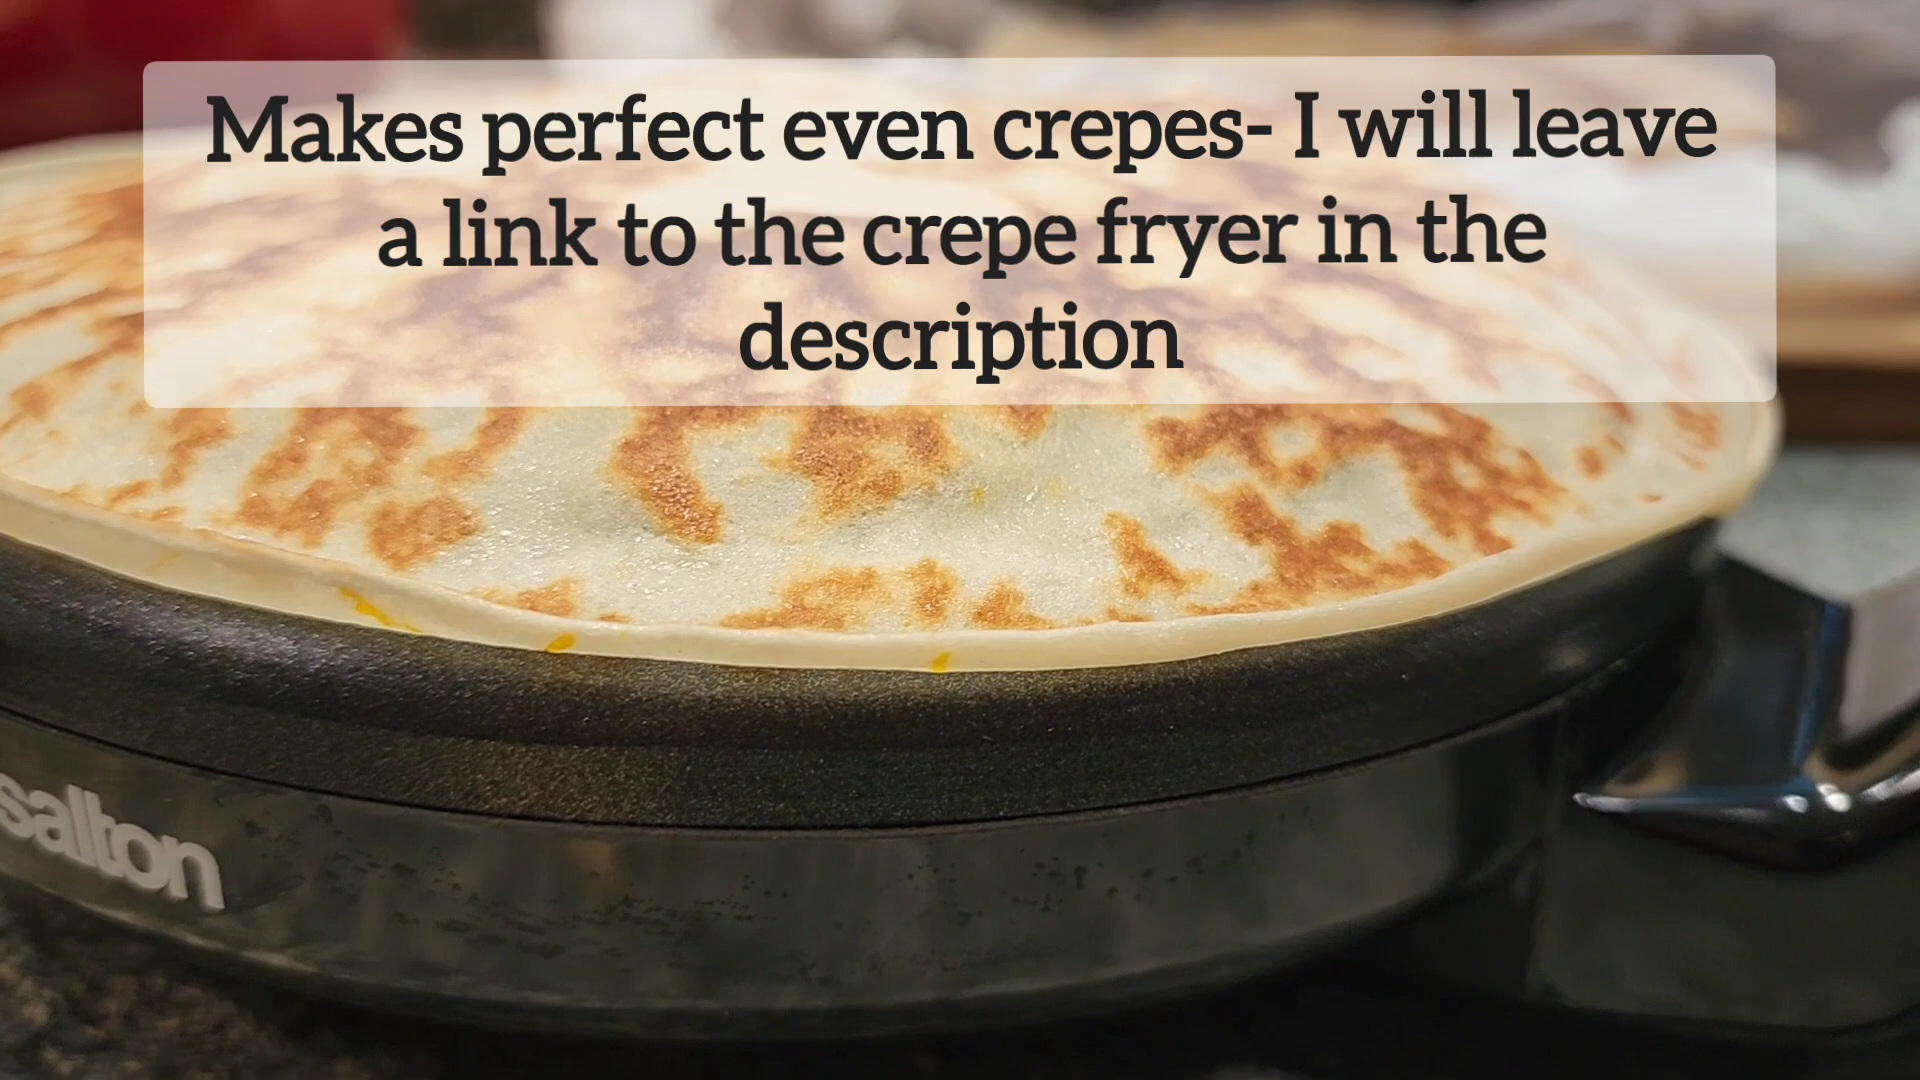 Makes perfect even crepes- I will leave
a link to the crepe fryer in the
description
salton